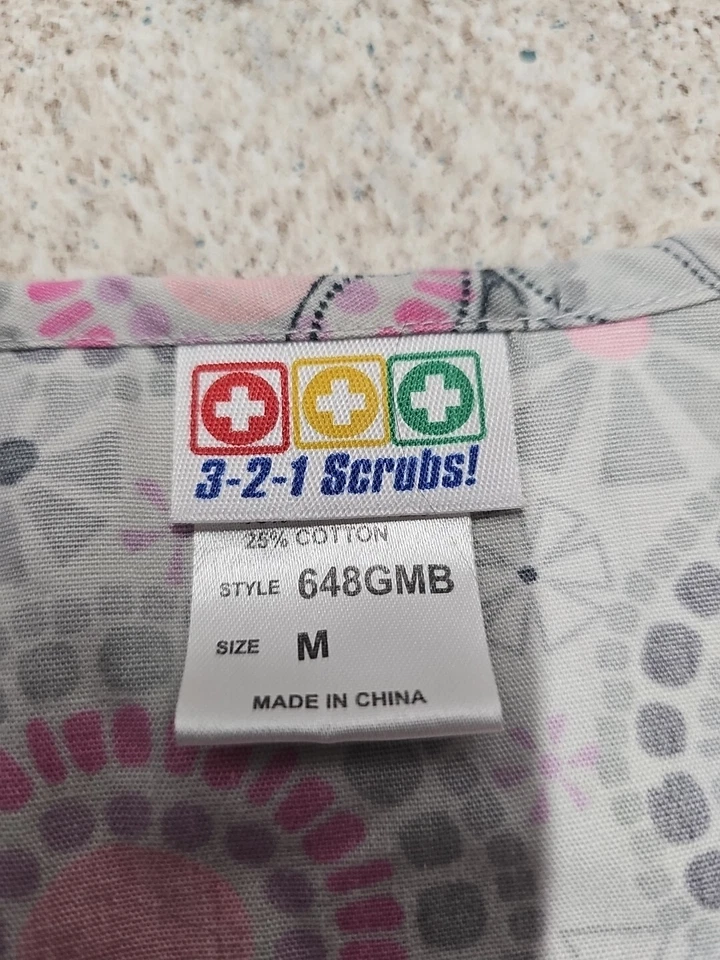 3-2-1 Scrubs!
25% COTTON
STYLE 648GMB
SIZE M
MADE IN CHINA